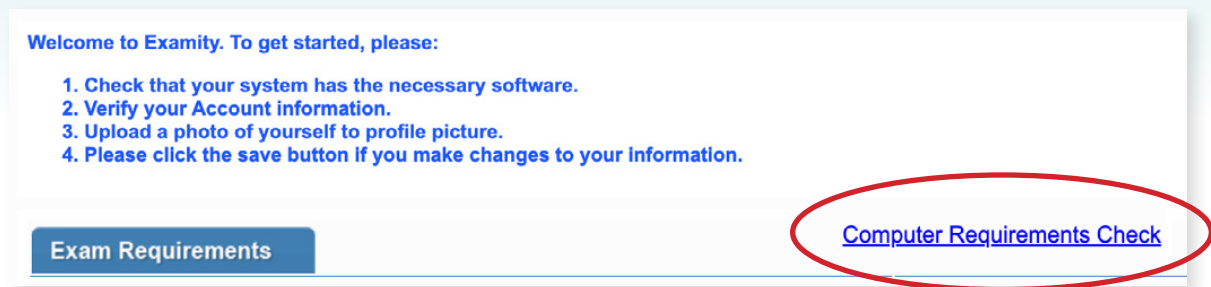 Welcome to Examity. To get started, please:
1. Check that your system has the necessary software.
2. Verify your Account information.
3. Upload a photo of yourself to profile picture.
4. Please click the save button if you make changes to your information.
Exam Requirements
Computer Requirements Check